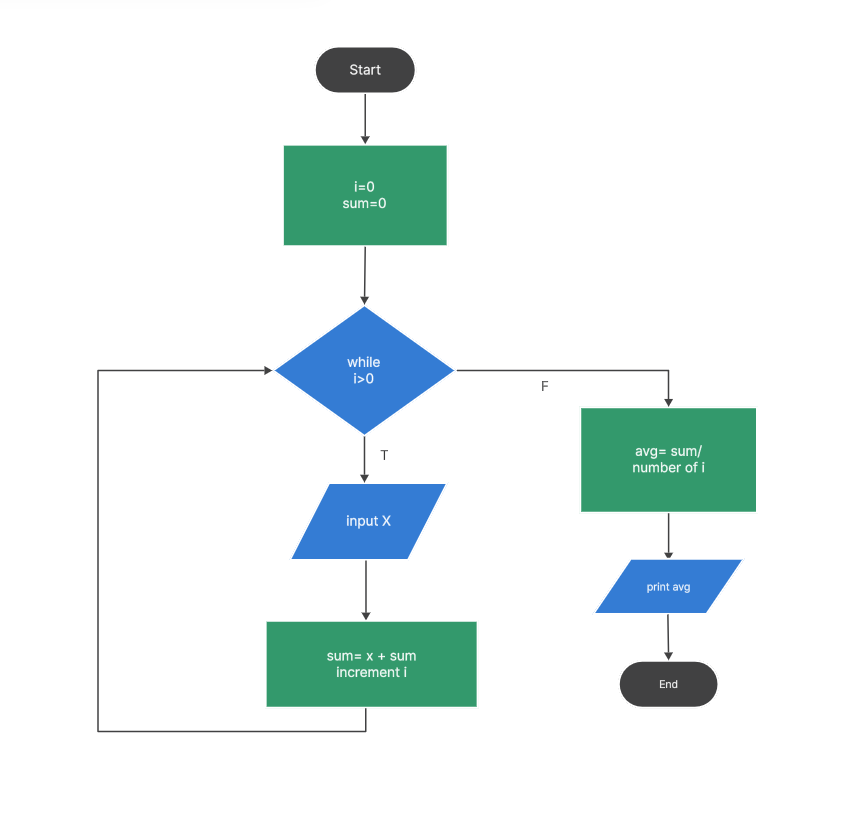 Start
i=0
sum=0
while
i>0
F
T
avg= sum/
number of i
input X
print avg
sum= x + sum
increment i
End